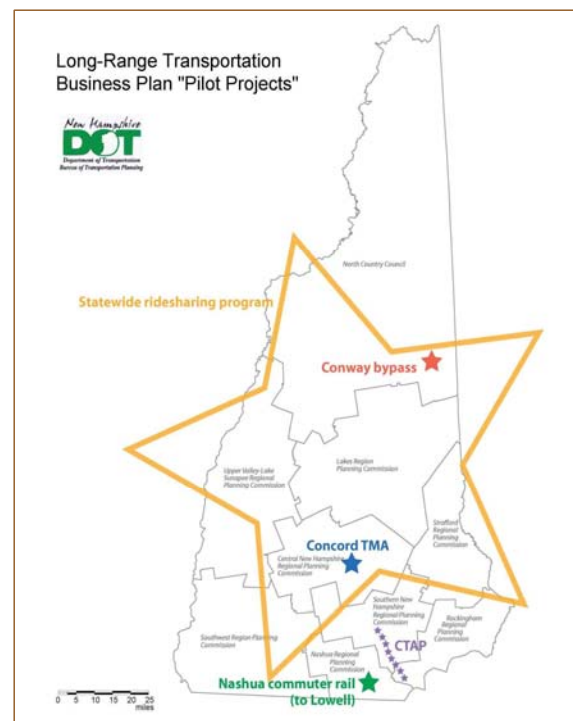 Long-Range Transportation
Business Plan "Pilot Projects"
New Hampshire
DOT
Department of Transportation
Bureau of Transportation Planning
North Country Council
Statewide ridesharing program
Conway bypass
Upper Valley Lake
Sunapee Regional
Planning Commission
Lakes Region
Planning Commission
Strafford
Regional
Planning
Commission
Concord TMA
Central New Hampshire
Regional Planning
Commission
Southern New
Hampshire
Regional Planning
Commission
Rockingham
Regional
Planning
Commission
CTAP
Southwest Region Planning
Commission
Nashua Regional
Planning
Commission
Nashua commuter rail
(to Lowell)
0 5 10 15 20 25
miles